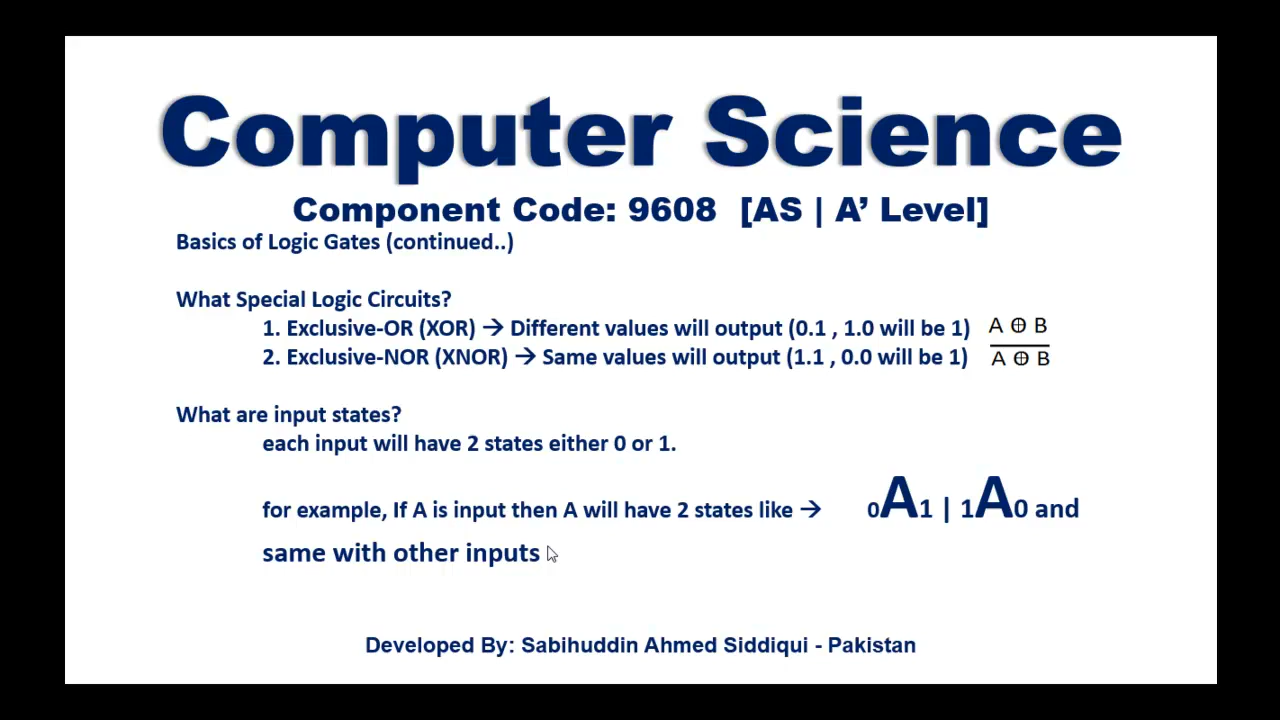 Computer Science
Component Code: 9608 [AS | A’ Level]
Basics of Logic Gates (continued..)
What Special Logic Circuits?
1. Exclusive-OR (XOR) → Different values will output (0.1 , 1.0 will be 1) A ⊕ B
2. Exclusive-NOR (XNOR) → Same values will output (1.1 , 0.0 will be 1) A ⊕ B
What are input states?
each input will have 2 states either 0 or 1.
for example, If A is input then A will have 2 states like → 0A1 | 1A0 and
same with other inputs
Developed By: Sabihuddin Ahmed Siddiqui - Pakistan